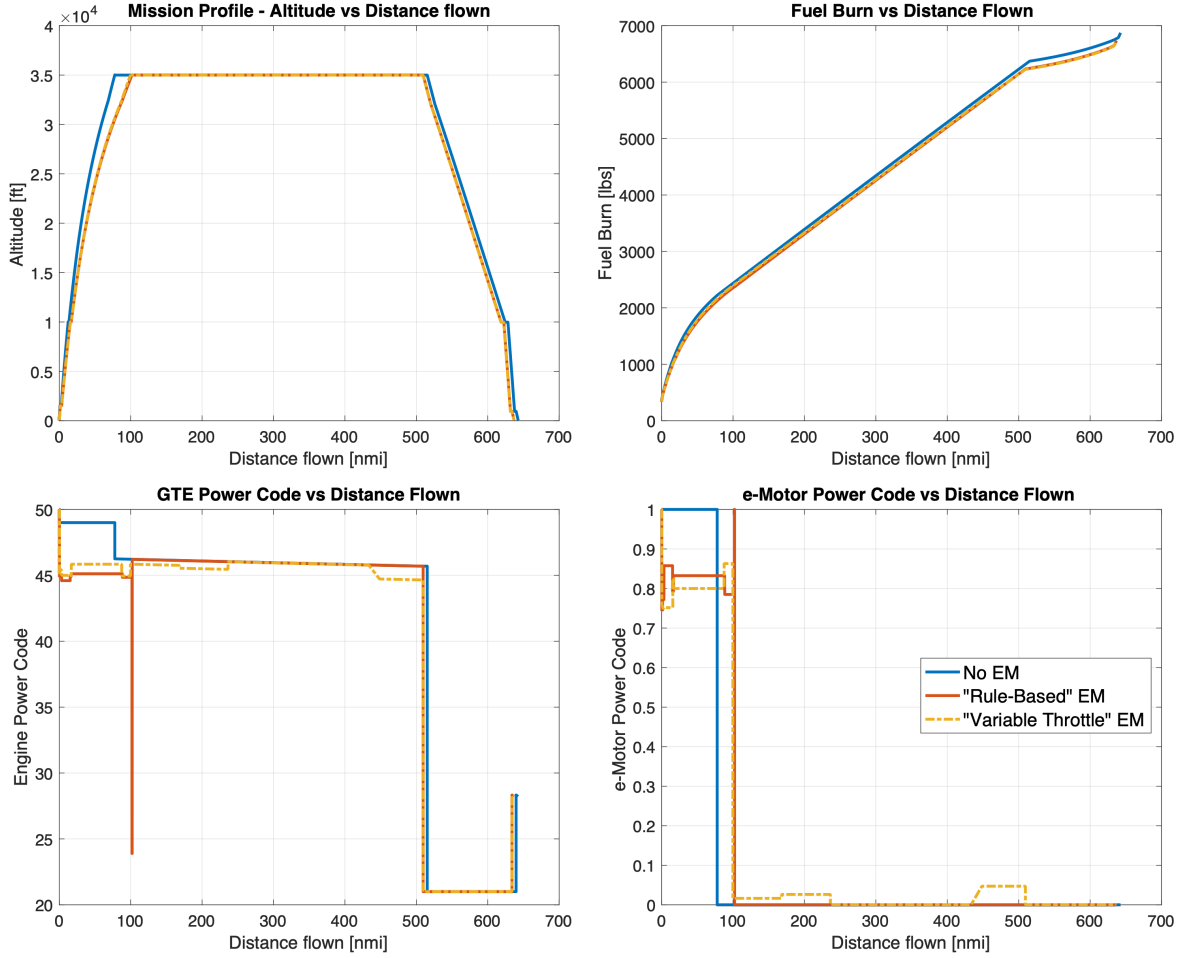 Mission Profile - Altitude vs Distance flown
×10⁴
4
3.5
3
2.5
2
1.5
1
0.5
0
Altitude [ft]
0 100 200 300 400 500 600 700
Distance flown [nmi]
Fuel Burn vs Distance Flown
7000
6000
5000
4000
3000
2000
1000
0
Fuel Burn [lbs]
0 100 200 300 400 500 600 700
Distance flown [nmi]
GTE Power Code vs Distance Flown
50
45
40
35
30
25
20
Engine Power Code
0 100 200 300 400 500 600 700
Distance flown [nmi]
e-Motor Power Code vs Distance Flown
1
0.9
0.8
0.7
0.6
0.5
0.4
0.3
0.2
0.1
0
e-Motor Power Code
No EM
"Rule-Based" EM
"Variable Throttle" EM
0 100 200 300 400 500 600 700
Distance flown [nmi]